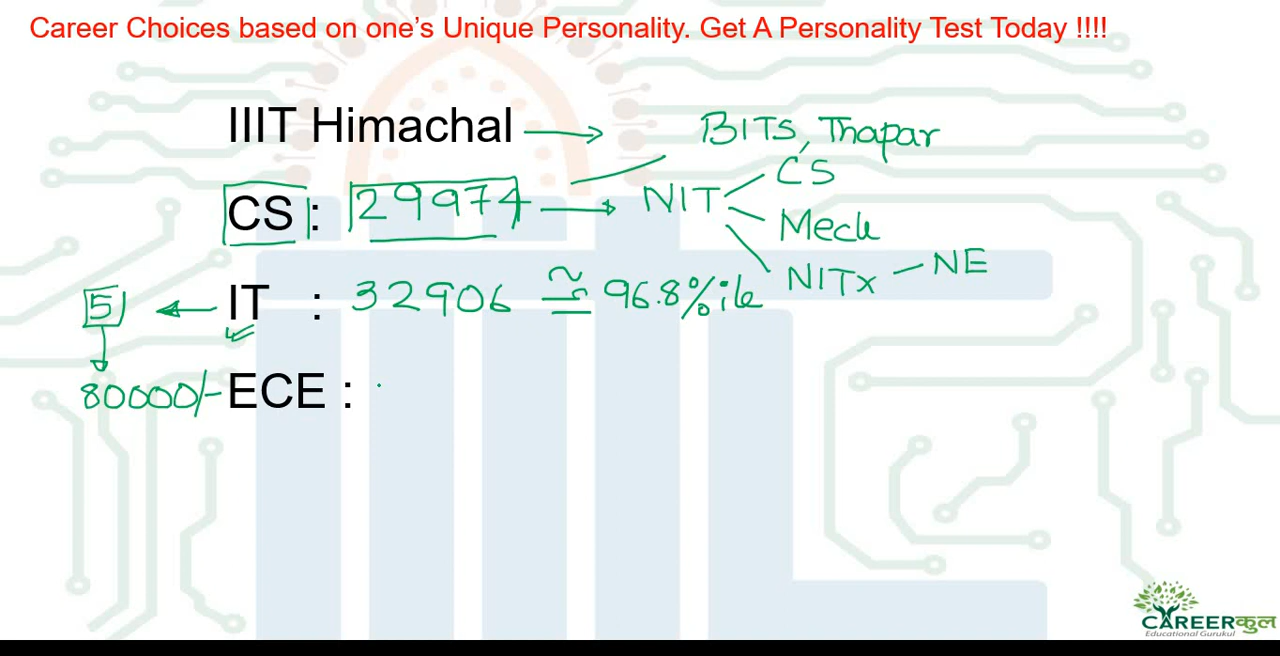 Career Choices based on one’s Unique Personality. Get A Personality Test Today !!!!
IIIT Himachal → BITS, Thapar
CS : 29974 → NIT CS
Mech
NITx – NE
5 ← IT : 32906 ≅ 96.8%ile
80000/- ECE :
CAREERकुल
Educational Gurukul